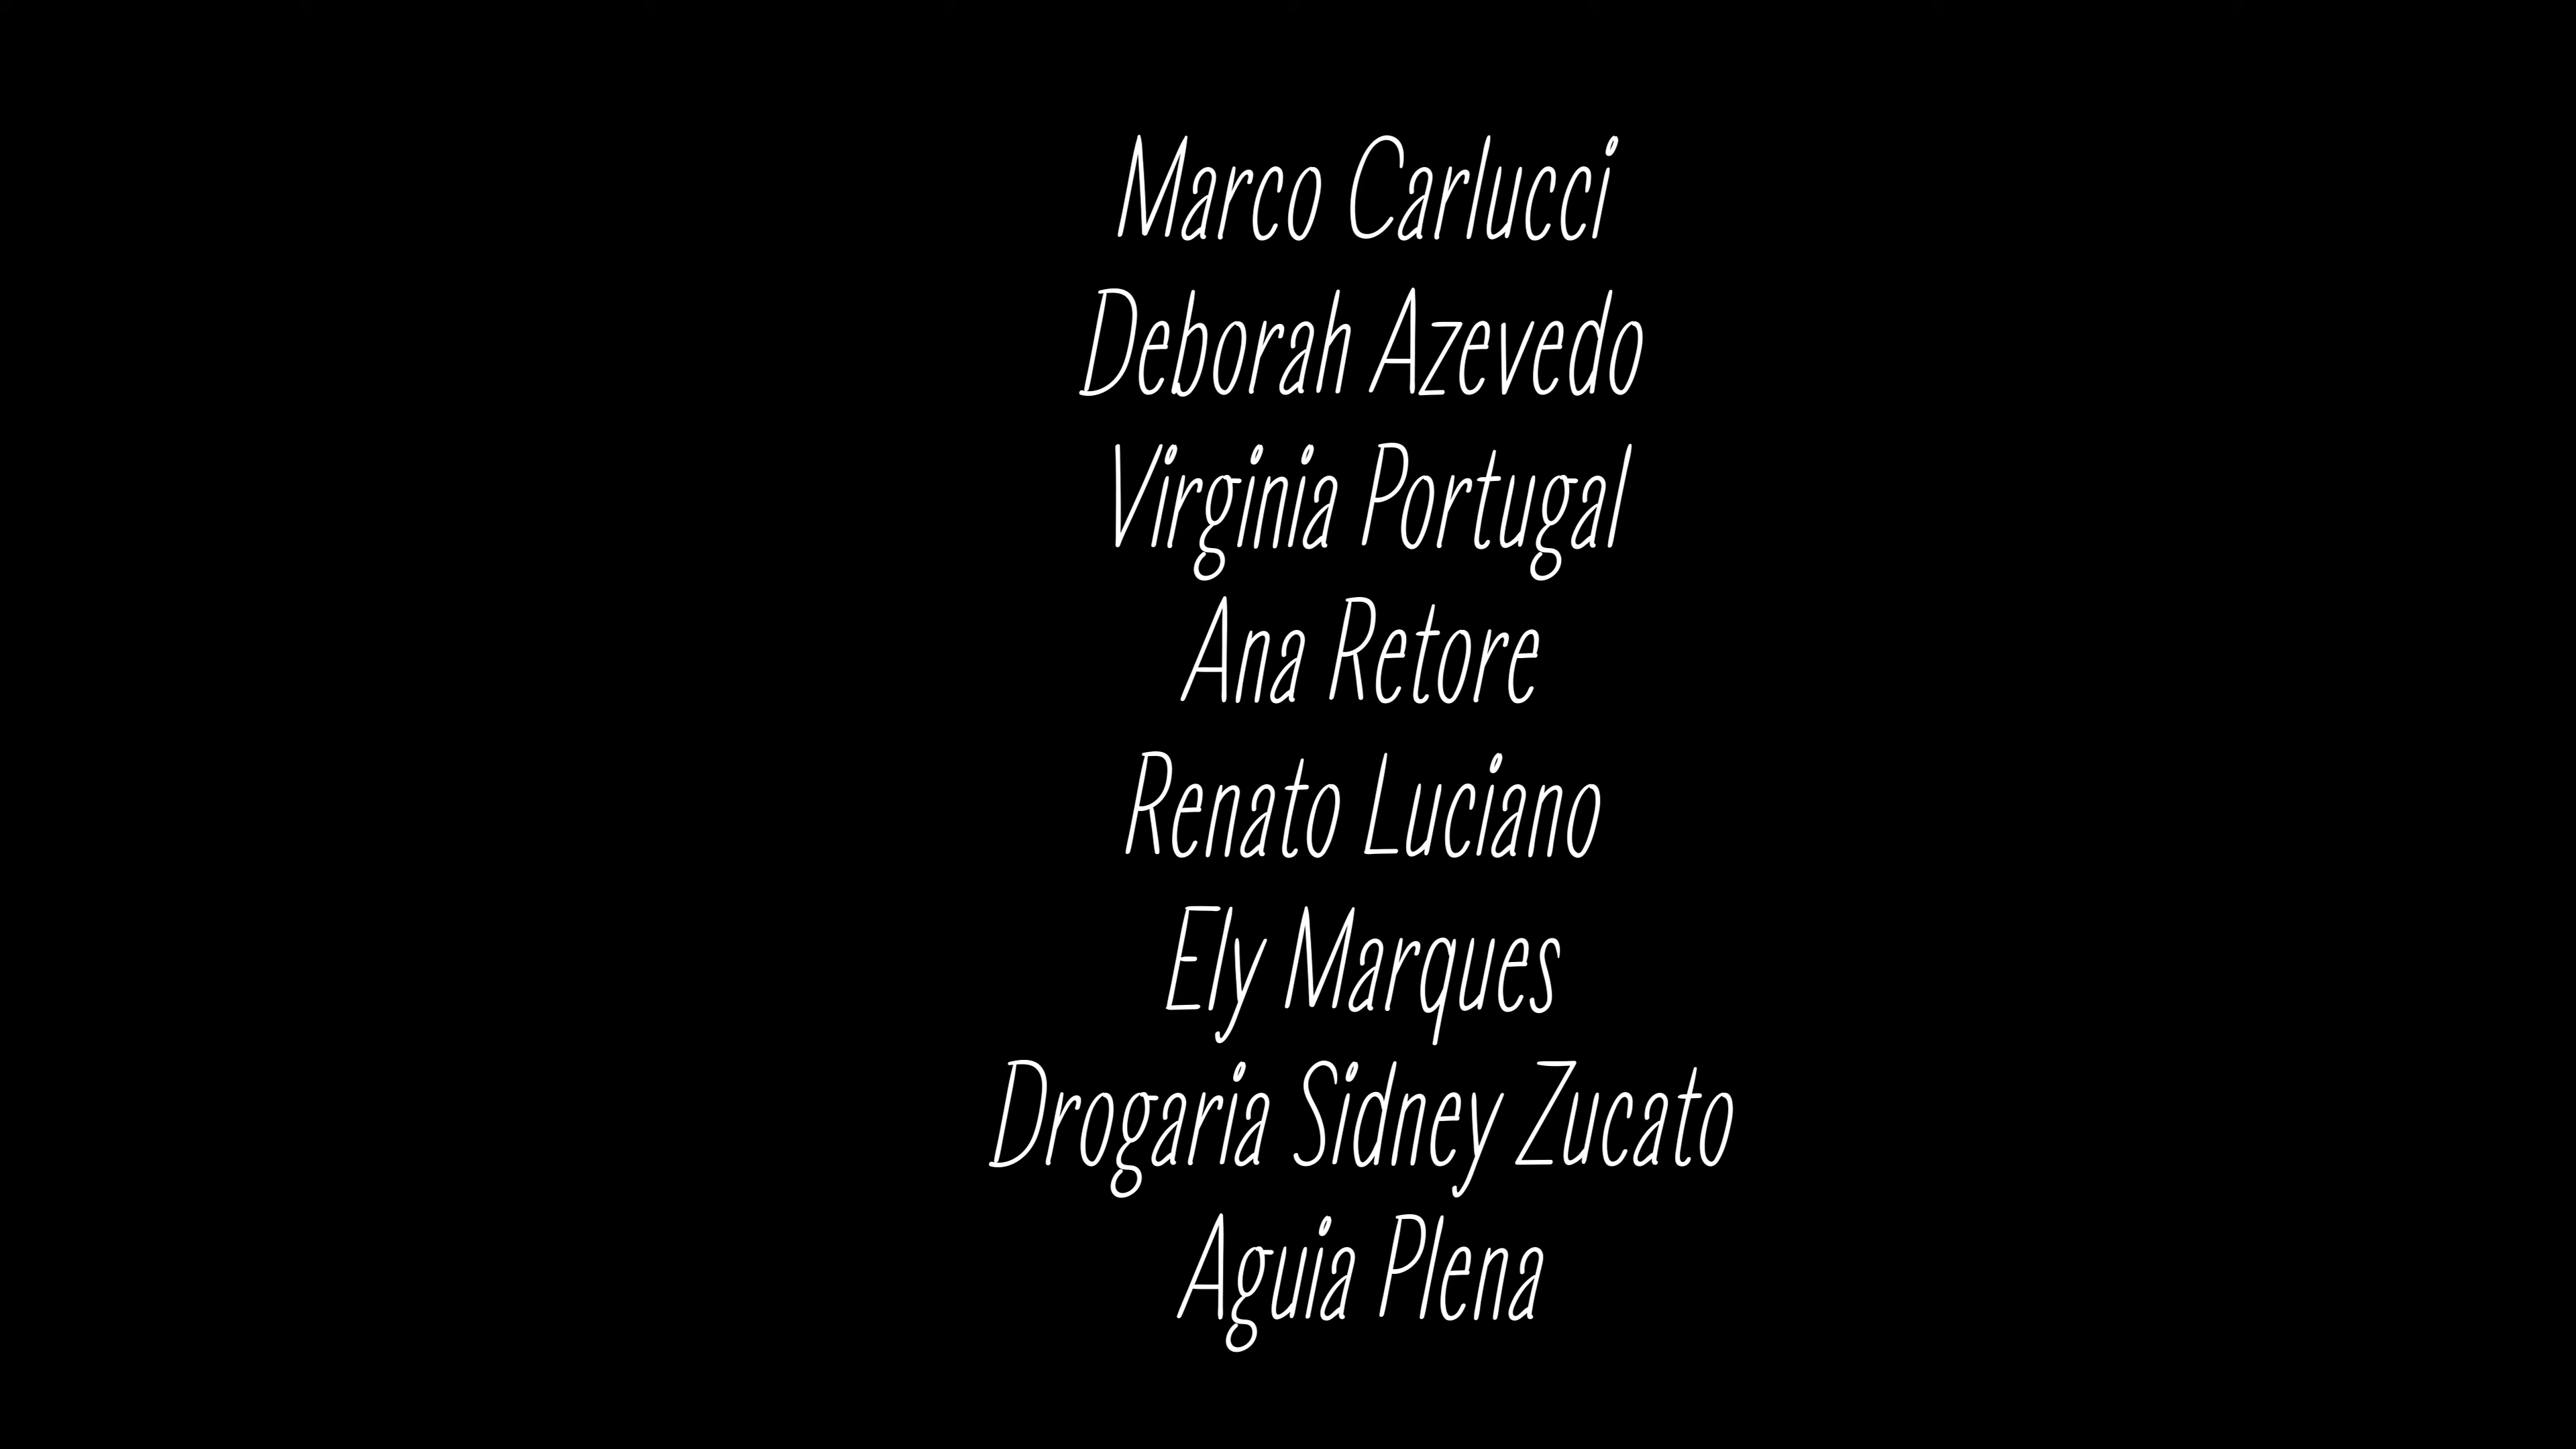 Marco Carlucci
Deborah Azevedo
Virginia Portugal
Ana Retore
Renato Luciano
Ely Marques
Drogaria Sidney Zucato
Aguia Plena